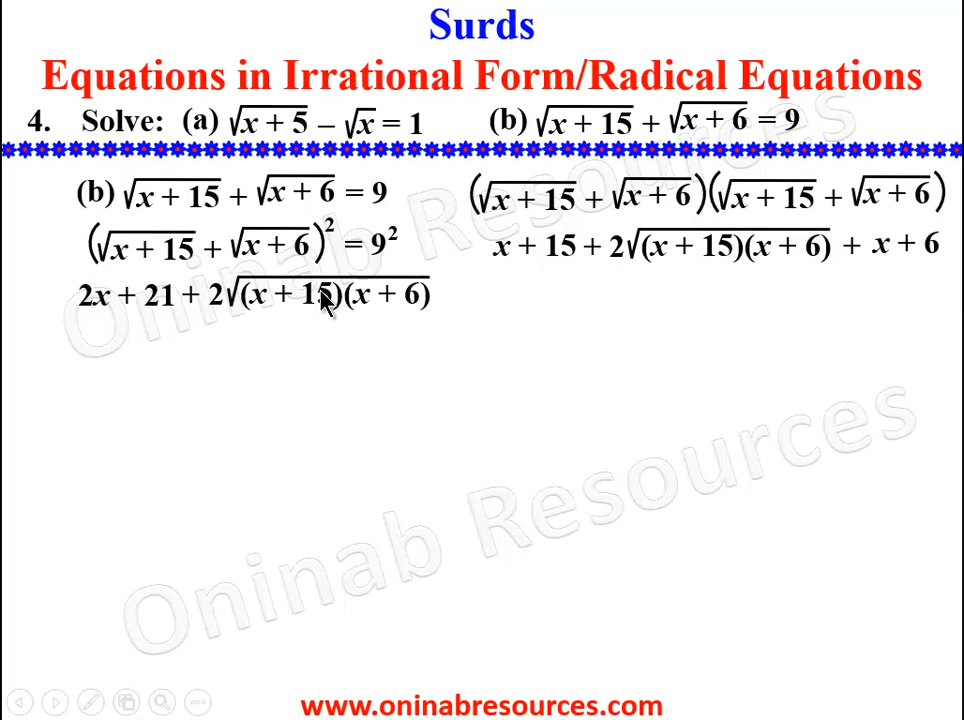 Surds
Equations in Irrational Form/Radical Equations
4. Solve: (a) √(x + 5) – √x = 1 (b) √(x + 15) + √(x + 6) = 9
(b) √(x + 15) + √(x + 6) = 9
(√(x + 15) + √(x + 6))² = 9²
2x + 21 + 2√((x + 15)(x + 6))
(√(x + 15) + √(x + 6))(√(x + 15) + √(x + 6))
x + 15 + 2√((x + 15)(x + 6)) + x + 6
Oninab Resources
Oninab Resources
www.oninabresources.com